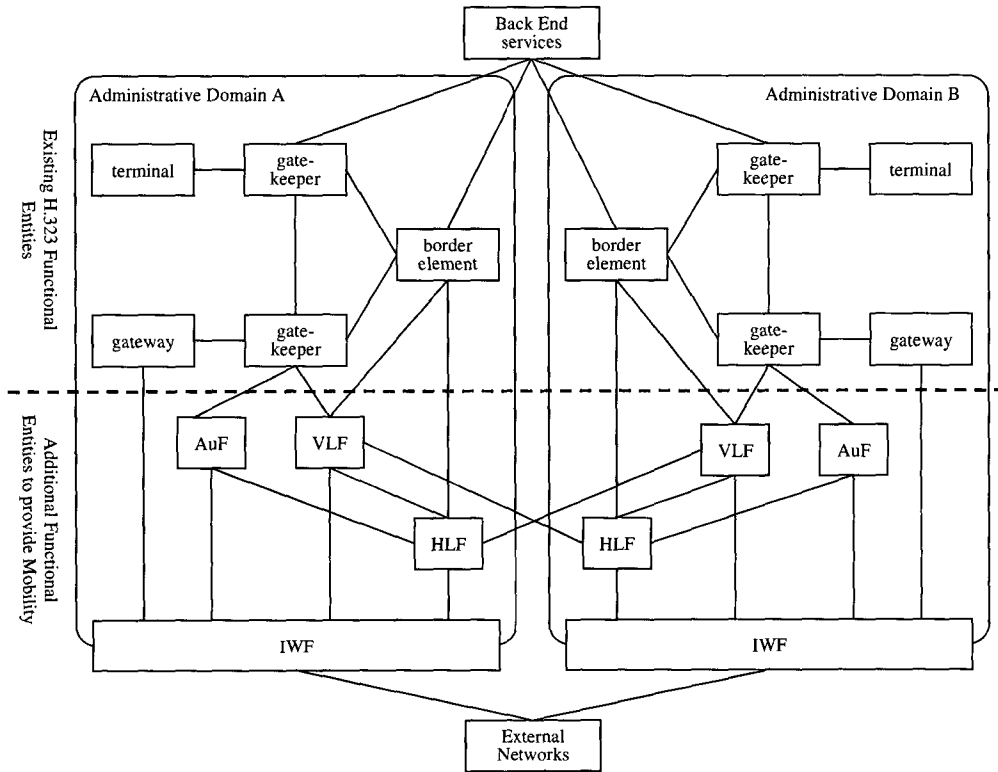 Back End
services
Administrative Domain A
Administrative Domain B
Existing H.323 Functional
Entities
terminal
gate-
keeper
gate-
keeper
terminal
border
element
border
element
gateway
gate-
keeper
gate-
keeper
gateway
Additional Functional
Entities to provide Mobility
AuF
VLF
VLF
AuF
HLF
HLF
IWF
IWF
External
Networks